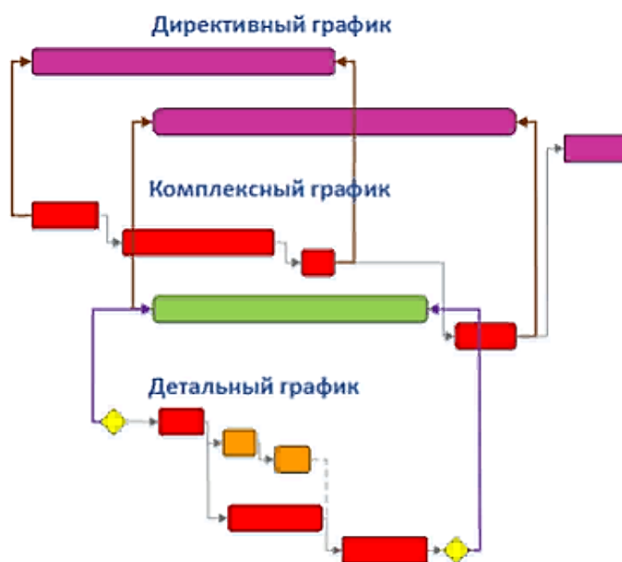 Директивный график
Комплексный график
Детальный график